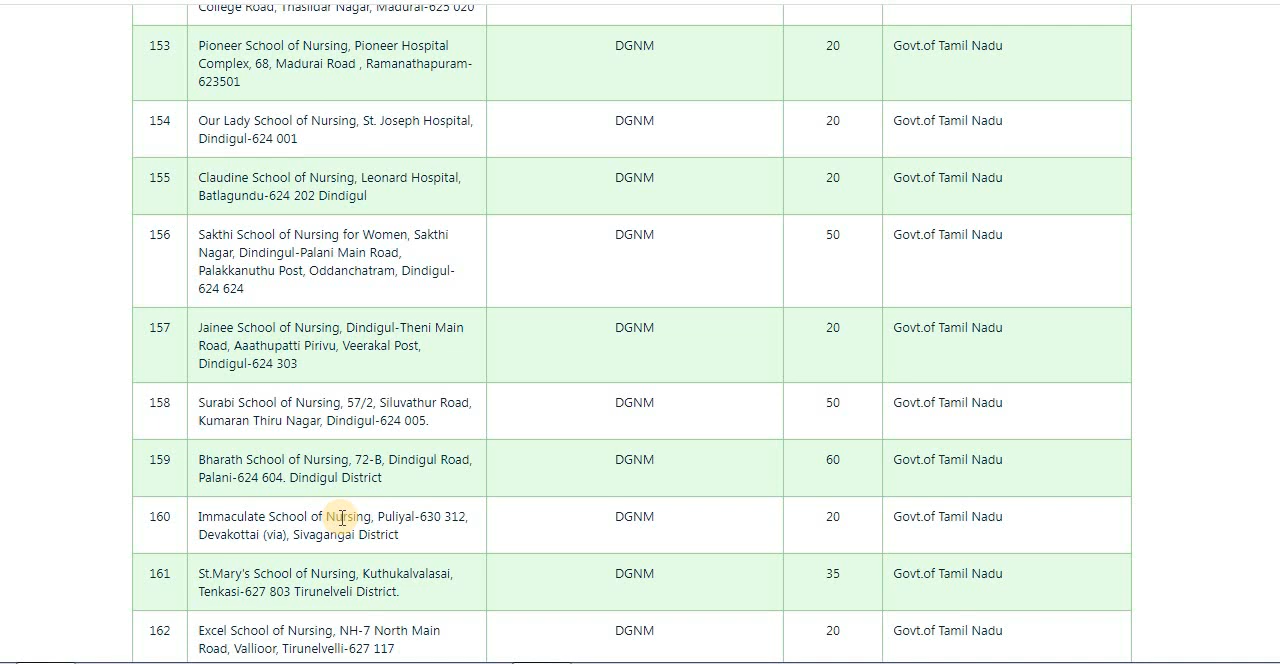 College Road, Thasildar Nagar, Madurai-625 020
153 Pioneer School of Nursing, Pioneer Hospital DGNM 20 Govt.of Tamil Nadu
Complex, 68, Madurai Road , Ramanathapuram-
623501
154 Our Lady School of Nursing, St. Joseph Hospital, DGNM 20 Govt.of Tamil Nadu
Dindigul-624 001
155 Claudine School of Nursing, Leonard Hospital, DGNM 20 Govt.of Tamil Nadu
Batlagundu-624 202 Dindigul
156 Sakthi School of Nursing for Women, Sakthi DGNM 50 Govt.of Tamil Nadu
Nagar, Dindingul-Palani Main Road,
Palakkanuthu Post, Oddanchatram, Dindigul-
624 624
157 Jainee School of Nursing, Dindigul-Theni Main DGNM 20 Govt.of Tamil Nadu
Road, Aaathupatti Pirivu, Veerakal Post,
Dindigul-624 303
158 Surabi School of Nursing, 57/2, Siluvathur Road, DGNM 50 Govt.of Tamil Nadu
Kumaran Thiru Nagar, Dindigul-624 005.
159 Bharath School of Nursing, 72-B, Dindigul Road, DGNM 60 Govt.of Tamil Nadu
Palani-624 604. Dindigul District
160 Immaculate School of Nursing, Puliyal-630 312, DGNM 20 Govt.of Tamil Nadu
Devakottai (via), Sivagangai District
161 St.Mary's School of Nursing, Kuthukalvalasai, DGNM 35 Govt.of Tamil Nadu
Tenkasi-627 803 Tirunelveli District.
162 Excel School of Nursing, NH-7 North Main DGNM 20 Govt.of Tamil Nadu
Road, Vallioor, Tirunelvelli-627 117